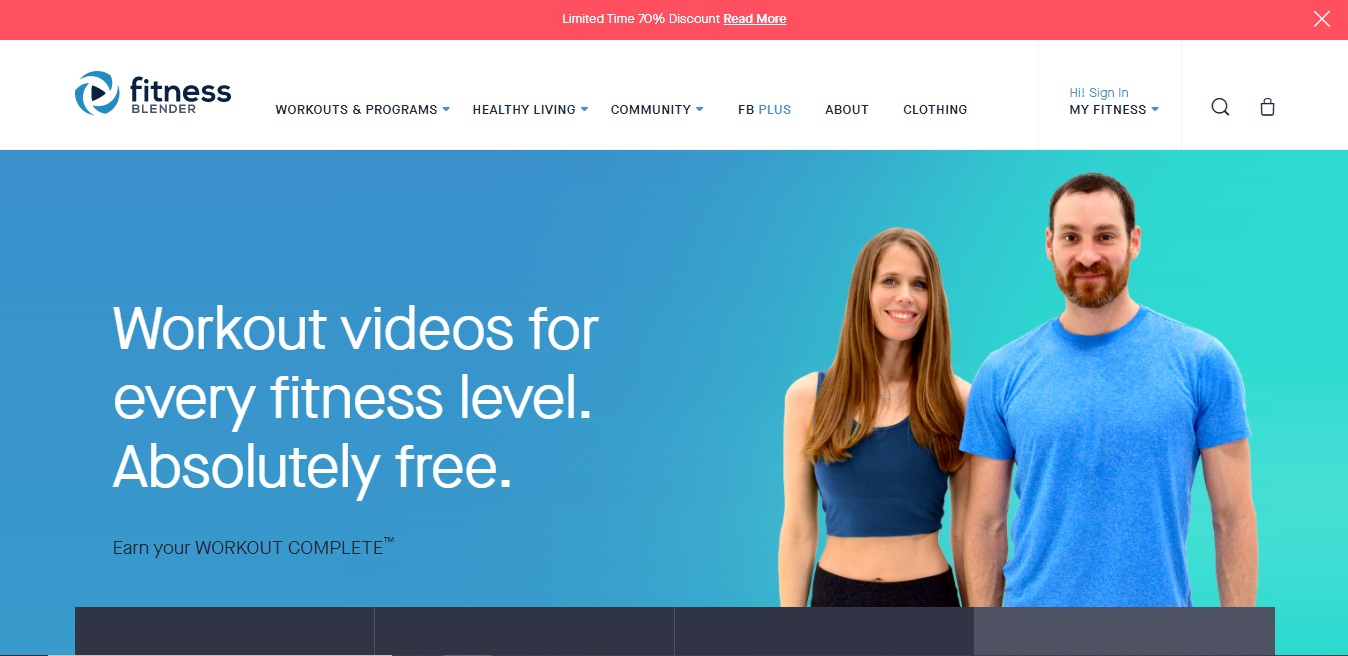 Limited Time 70% Discount Read More
fitness
BLENDER
WORKOUTS & PROGRAMS HEALTHY LIVING COMMUNITY FB PLUS ABOUT CLOTHING
Hi! Sign In
MY FITNESS
Workout videos for
every fitness level.
Absolutely free.
Earn your WORKOUT COMPLETE™